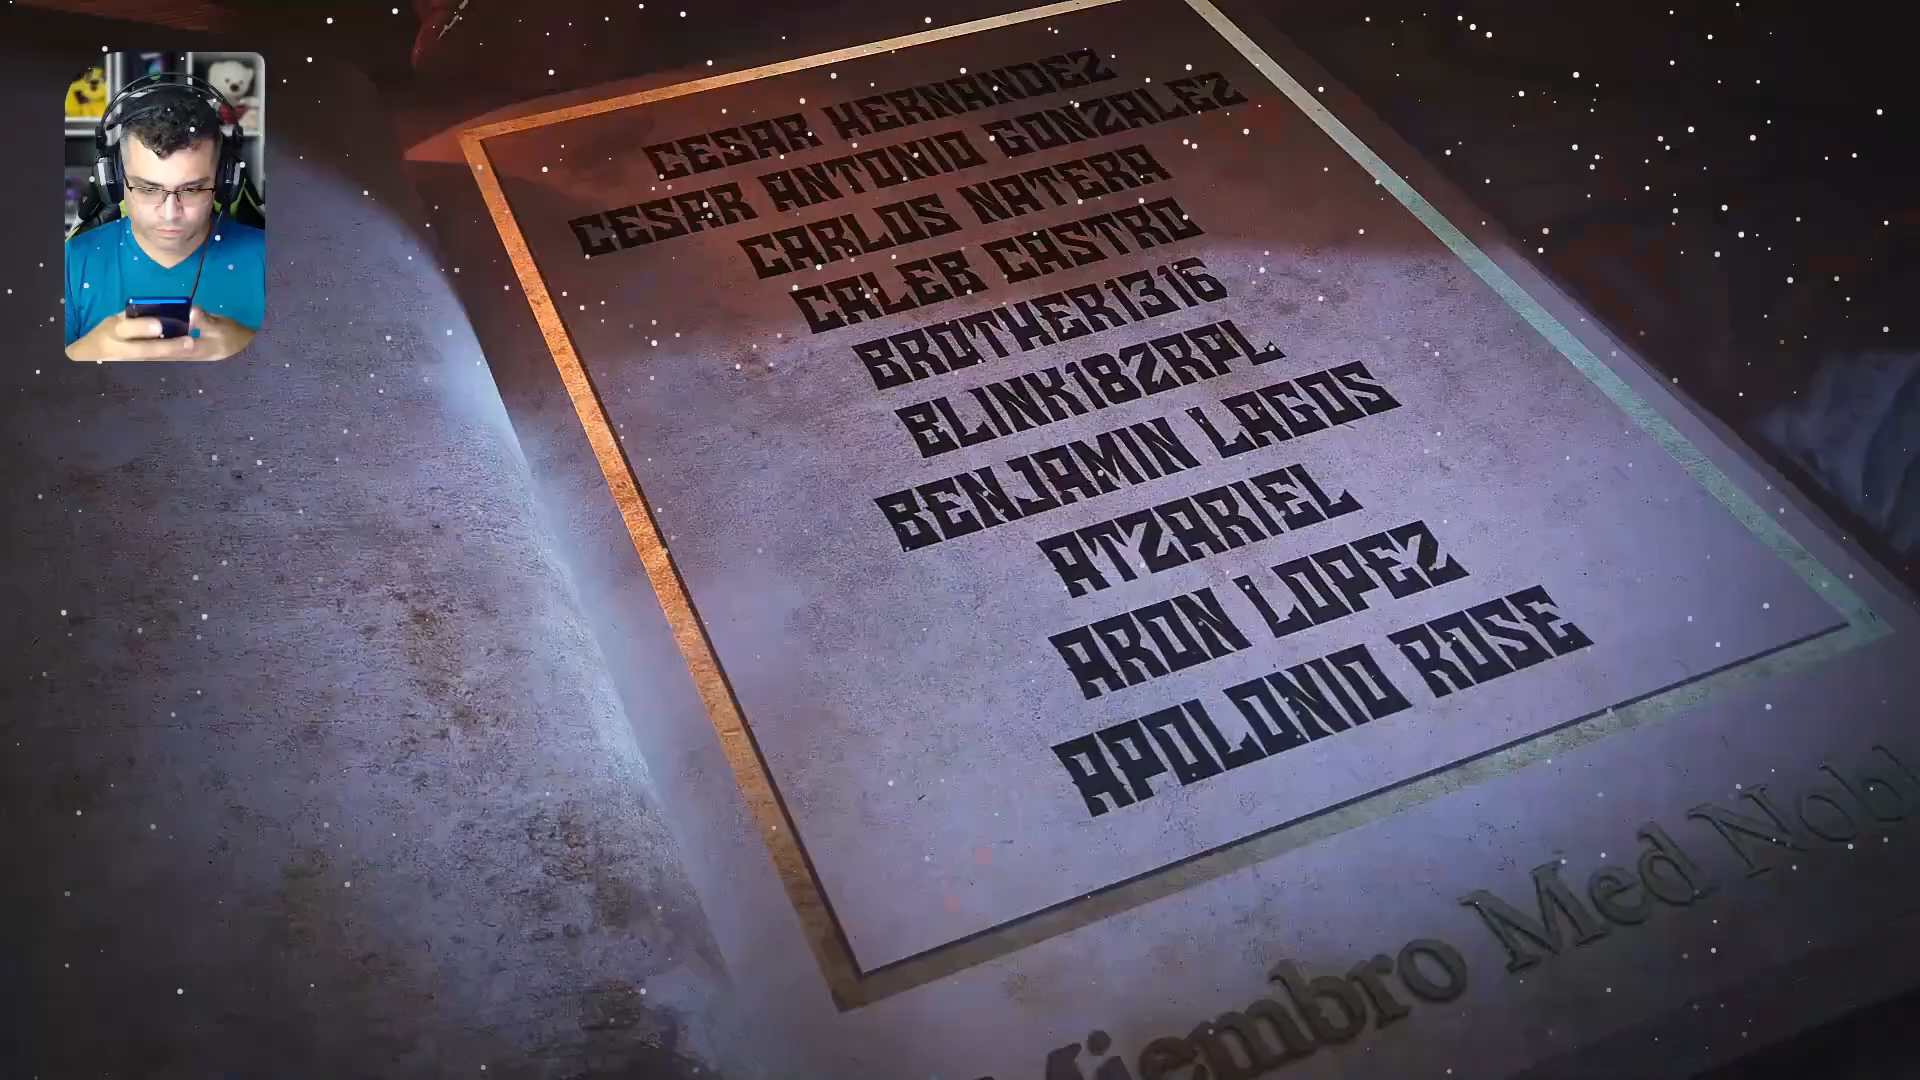 CESAR HERNANDEZ
CESAR ANTONIO GONZALEZ
CARLOS NATERA
CALEB CASTRO
BROTHER1316
BLINK182RPL
BENJAMIN LAGOS
ATZARIEL
ARON LOPEZ
APOLONIO ROSE
Miembro Med